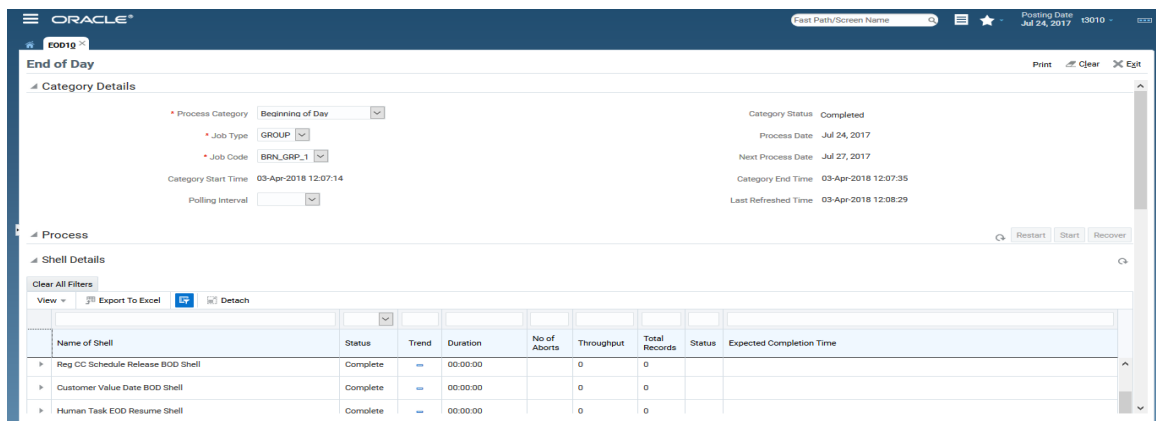 ORACLE®
Fast Path/Screen Name
Posting Date
Jul 24, 2017
t3010
EOD10
End of Day
Print Clear Exit
Category Details
* Process Category Beginning of Day
Category Status Completed
* Job Type GROUP
Process Date Jul 24, 2017
* Job Code BRN_GRP_1
Next Process Date Jul 27, 2017
Category Start Time 03-Apr-2018 12:07:14
Category End Time 03-Apr-2018 12:07:35
Polling Interval
Last Refreshed Time 03-Apr-2018 12:08:29
Process
Restart Start Recover
Shell Details
Clear All Filters
View Export To Excel Detach
Name of Shell Status Trend Duration No of Aborts Throughput Total Records Status Expected Completion Time
Reg CC Schedule Release BOD Shell Complete 00:00:00 0 0
Customer Value Date BOD Shell Complete 00:00:00 0 0
Human Task EOD Resume Shell Complete 00:00:00 0 0